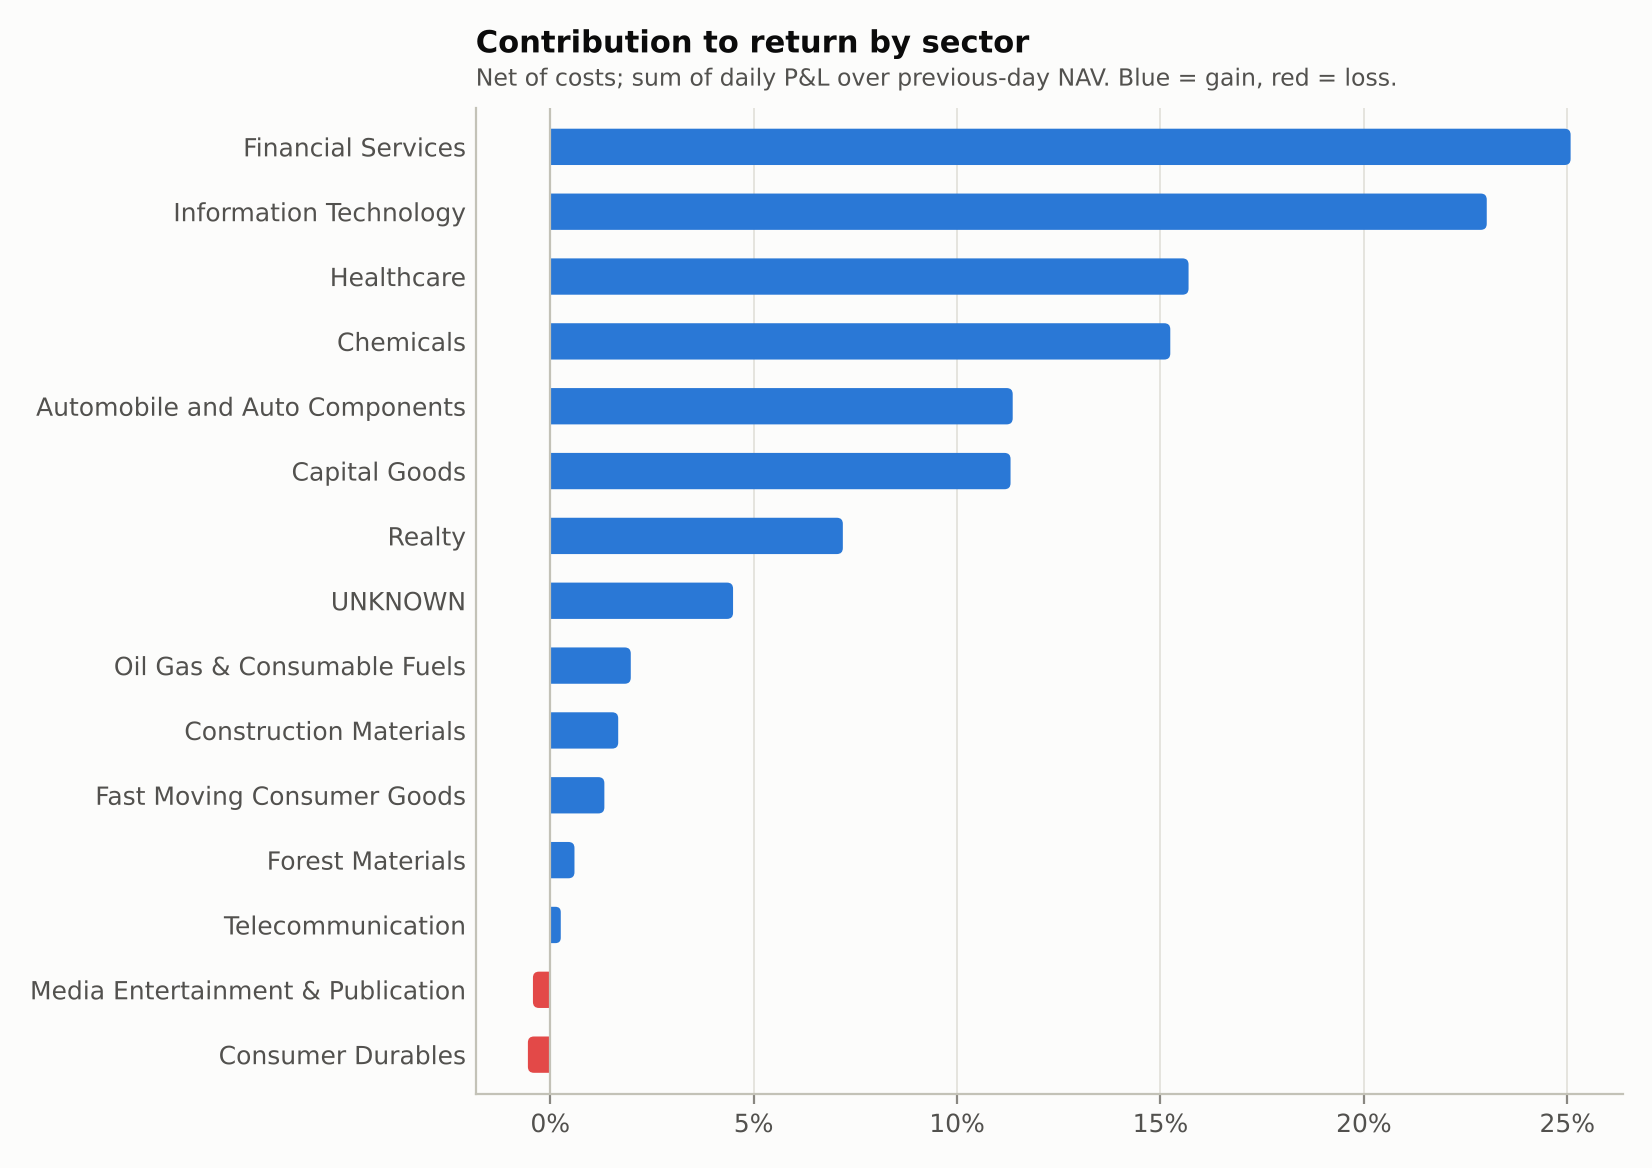 Contribution to return by sector
Net of costs; sum of daily P&L over previous-day NAV. Blue = gain, red = loss.
Financial Services
Information Technology
Healthcare
Chemicals
Automobile and Auto Components
Capital Goods
Realty
UNKNOWN
Oil Gas & Consumable Fuels
Construction Materials
Fast Moving Consumer Goods
Forest Materials
Telecommunication
Media Entertainment & Publication
Consumer Durables
0% 5% 10% 15% 20% 25%